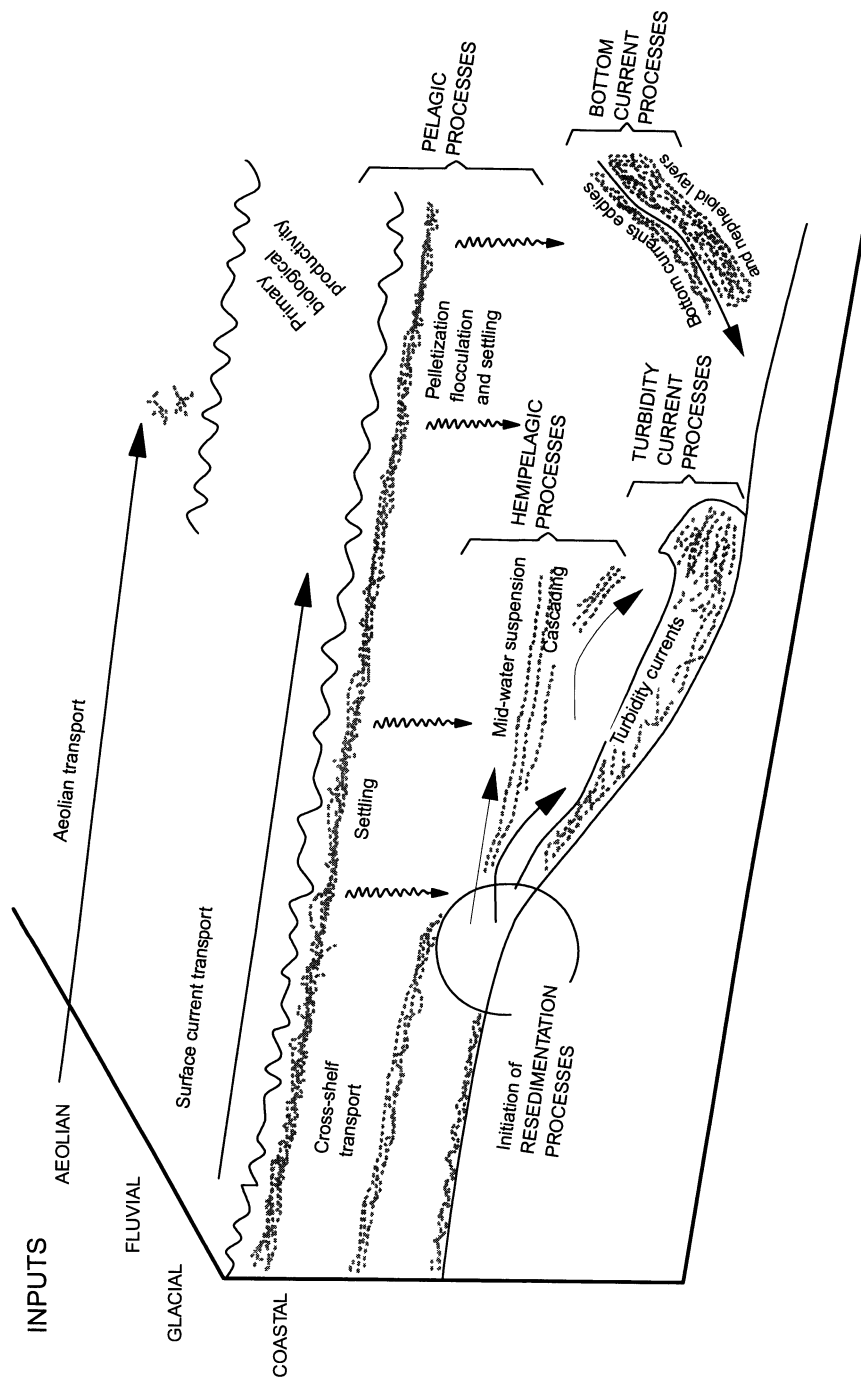 INPUTS
AEOLIAN
FLUVIAL
GLACIAL
COASTAL
Aeolian transport
Surface current transport
Primary
biological
productivity
Cross-shelf
transport
Settling
Pelletization
flocculation
and settling
PELAGIC
PROCESSES
Mid-water suspension
Cascading
HEMIPELAGIC
PROCESSES
Initiation of
RESEDIMENTATION
PROCESSES
Turbidity currents
TURBIDITY
CURRENT
PROCESSES
Bottom currents eddies
and nepheloid layers
BOTTOM
CURRENT
PROCESSES